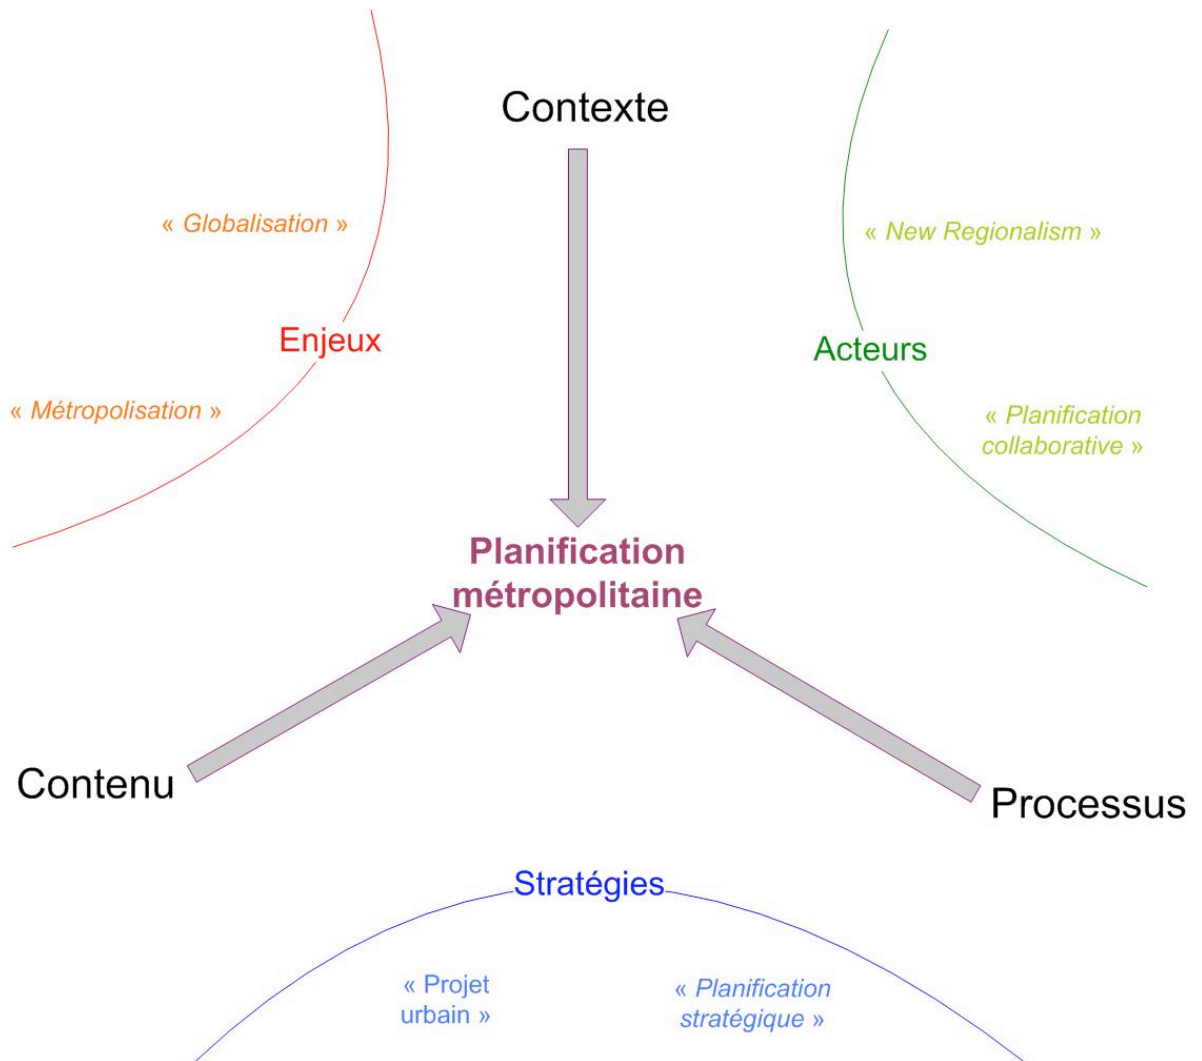 Contexte
« Globalisation »
« New Regionalism »
Enjeux
Acteurs
« Métropolisation »
« Planification
collaborative »
Planification
métropolitaine
Contenu
Processus
Stratégies
« Projet
urbain »
« Planification
stratégique »